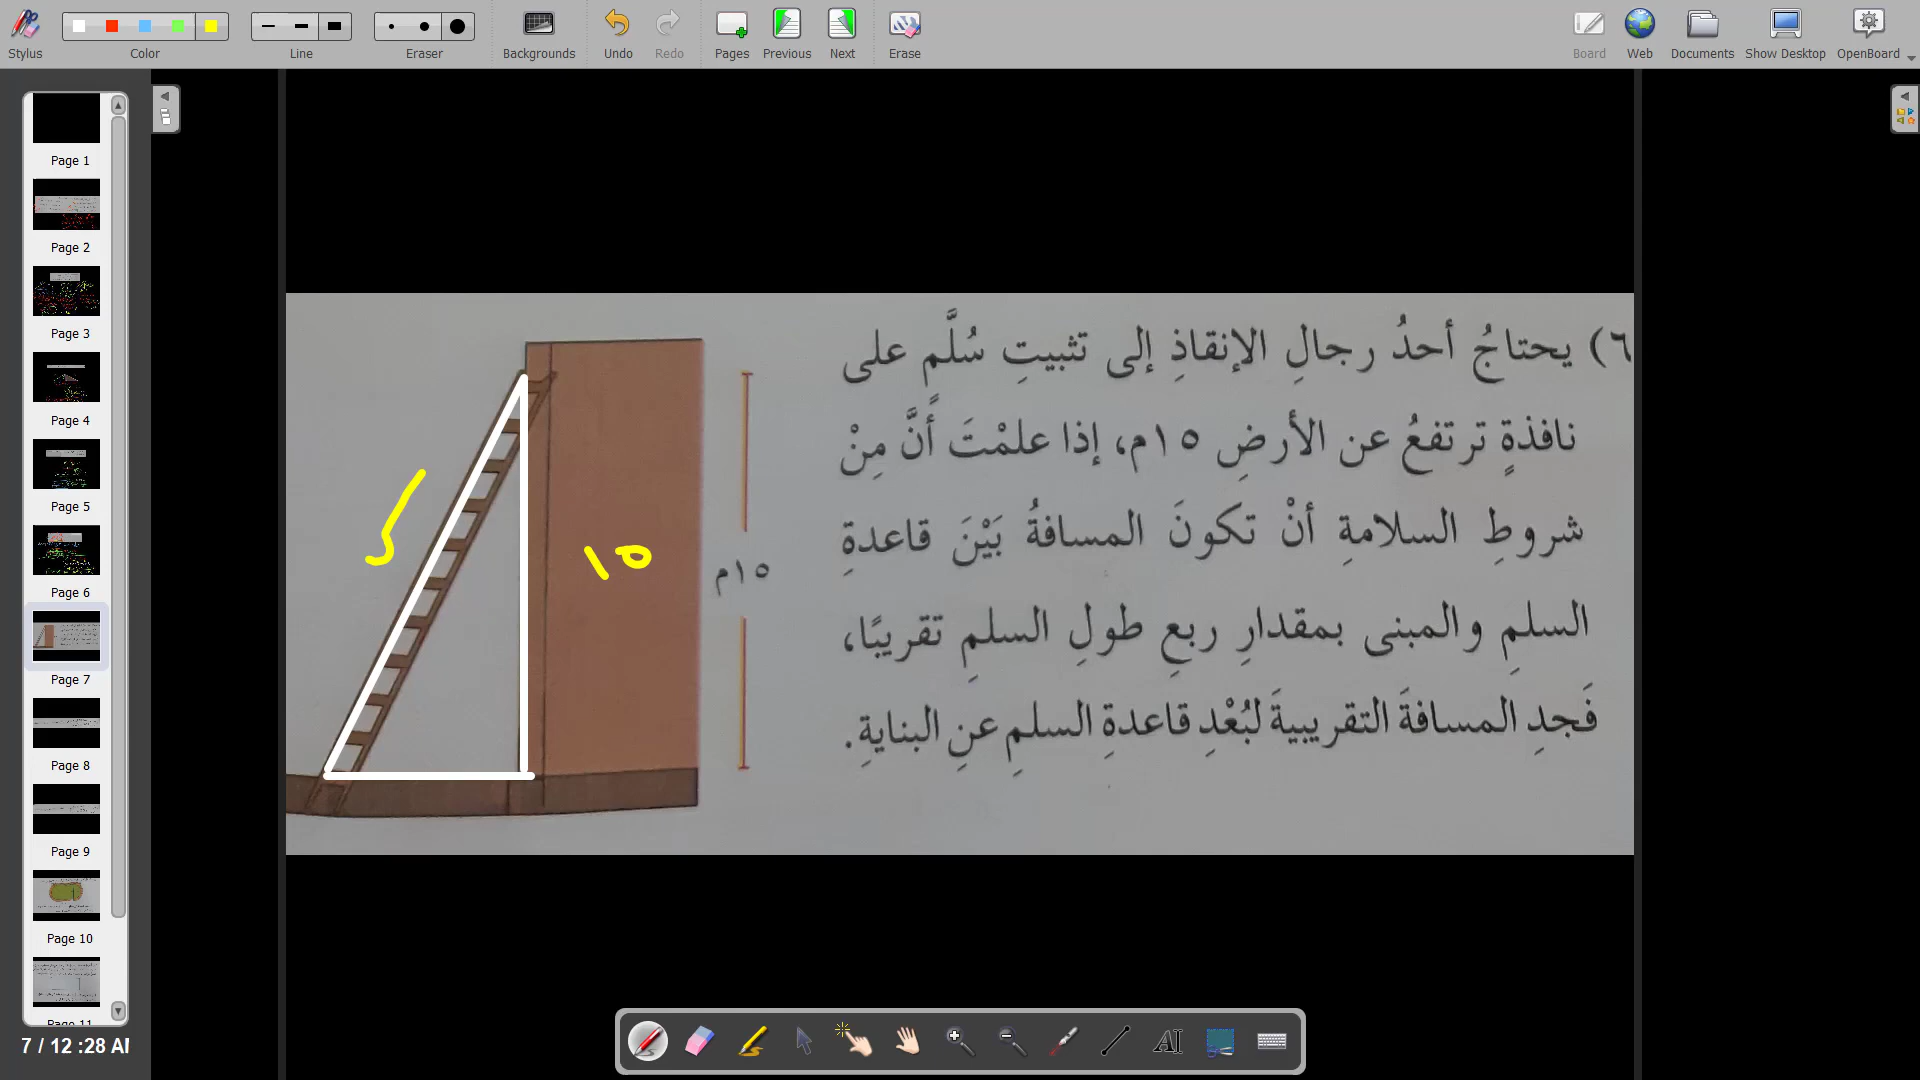 Stylus
Color
Line
Eraser
Backgrounds
Undo
Redo
Pages
Previous
Next
Erase
Board
Web
Documents
Show Desktop
OpenBoard
Page 1
Page 2
Page 3
Page 4
Page 5
Page 6
Page 7
Page 8
Page 9
Page 10
Page 11
7 / 12
٦) يحتاجُ أحدُ رجالِ الإنقاذِ إلى تثبيتِ سُلَّمٍ على
نافذةٍ ترتفعُ عن الأرضِ ١٥م، إذا علمْتَ أنَّ مِنْ
شروطِ السلامةِ أنْ تكونَ المسافةُ بَيْنَ قاعدةِ
السلمِ والمبنى بمقدارِ ربعِ طولِ السلمِ تقريبًا،
فَجدِ المسافةَ التقريبيةَ لبُعْدِ قاعدةِ السلمِ عنِ البنايةِ.
١٥م
١٥